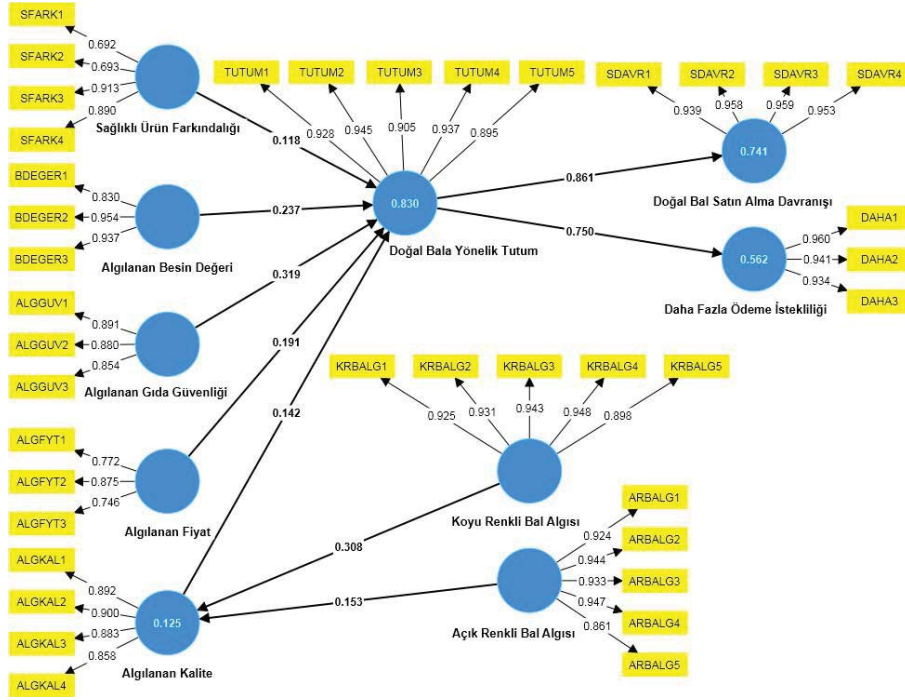 SFARK1
0.692
SFARK2
0.693
SFARK3
0.913
SFARK4
0.890
Sağlıklı Ürün Farkındalığı
0.118
BDEGER1
0.830
BDEGER2
0.954
BDEGER3
0.937
Algılanan Besin Değeri
0.237
ALGGUV1
0.891
ALGGUV2
0.880
ALGGUV3
0.854
Algılanan Gıda Güvenliği
0.319
ALGFYT1
0.772
ALGFYT2
0.875
ALGFYT3
0.746
Algılanan Fiyat
0.191
ALGKAL1
0.892
ALGKAL2
0.900
ALGKAL3
0.883
ALGKAL4
0.858
0.125
Algılanan Kalite
0.142
TUTUM1
TUTUM2
TUTUM3
TUTUM4
TUTUM5
0.928
0.945
0.905
0.937
0.895
0.830
Doğal Bala Yönelik Tutum
0.861
0.750
SDAVR1
SDAVR2
SDAVR3
SDAVR4
0.939
0.958
0.959
0.953
0.741
Doğal Bal Satın Alma Davranışı
DAHA1
0.960
DAHA2
0.941
DAHA3
0.934
0.562
Daha Fazla Ödeme İstekliliği
KRBALG1
KRBALG2
KRBALG3
KRBALG4
KRBALG5
0.925
0.931
0.943
0.948
0.898
Koyu Renkli Bal Algısı
0.308
ARBALG1
0.924
ARBALG2
0.944
ARBALG3
0.933
ARBALG4
0.947
ARBALG5
0.861
Açık Renkli Bal Algısı
0.153